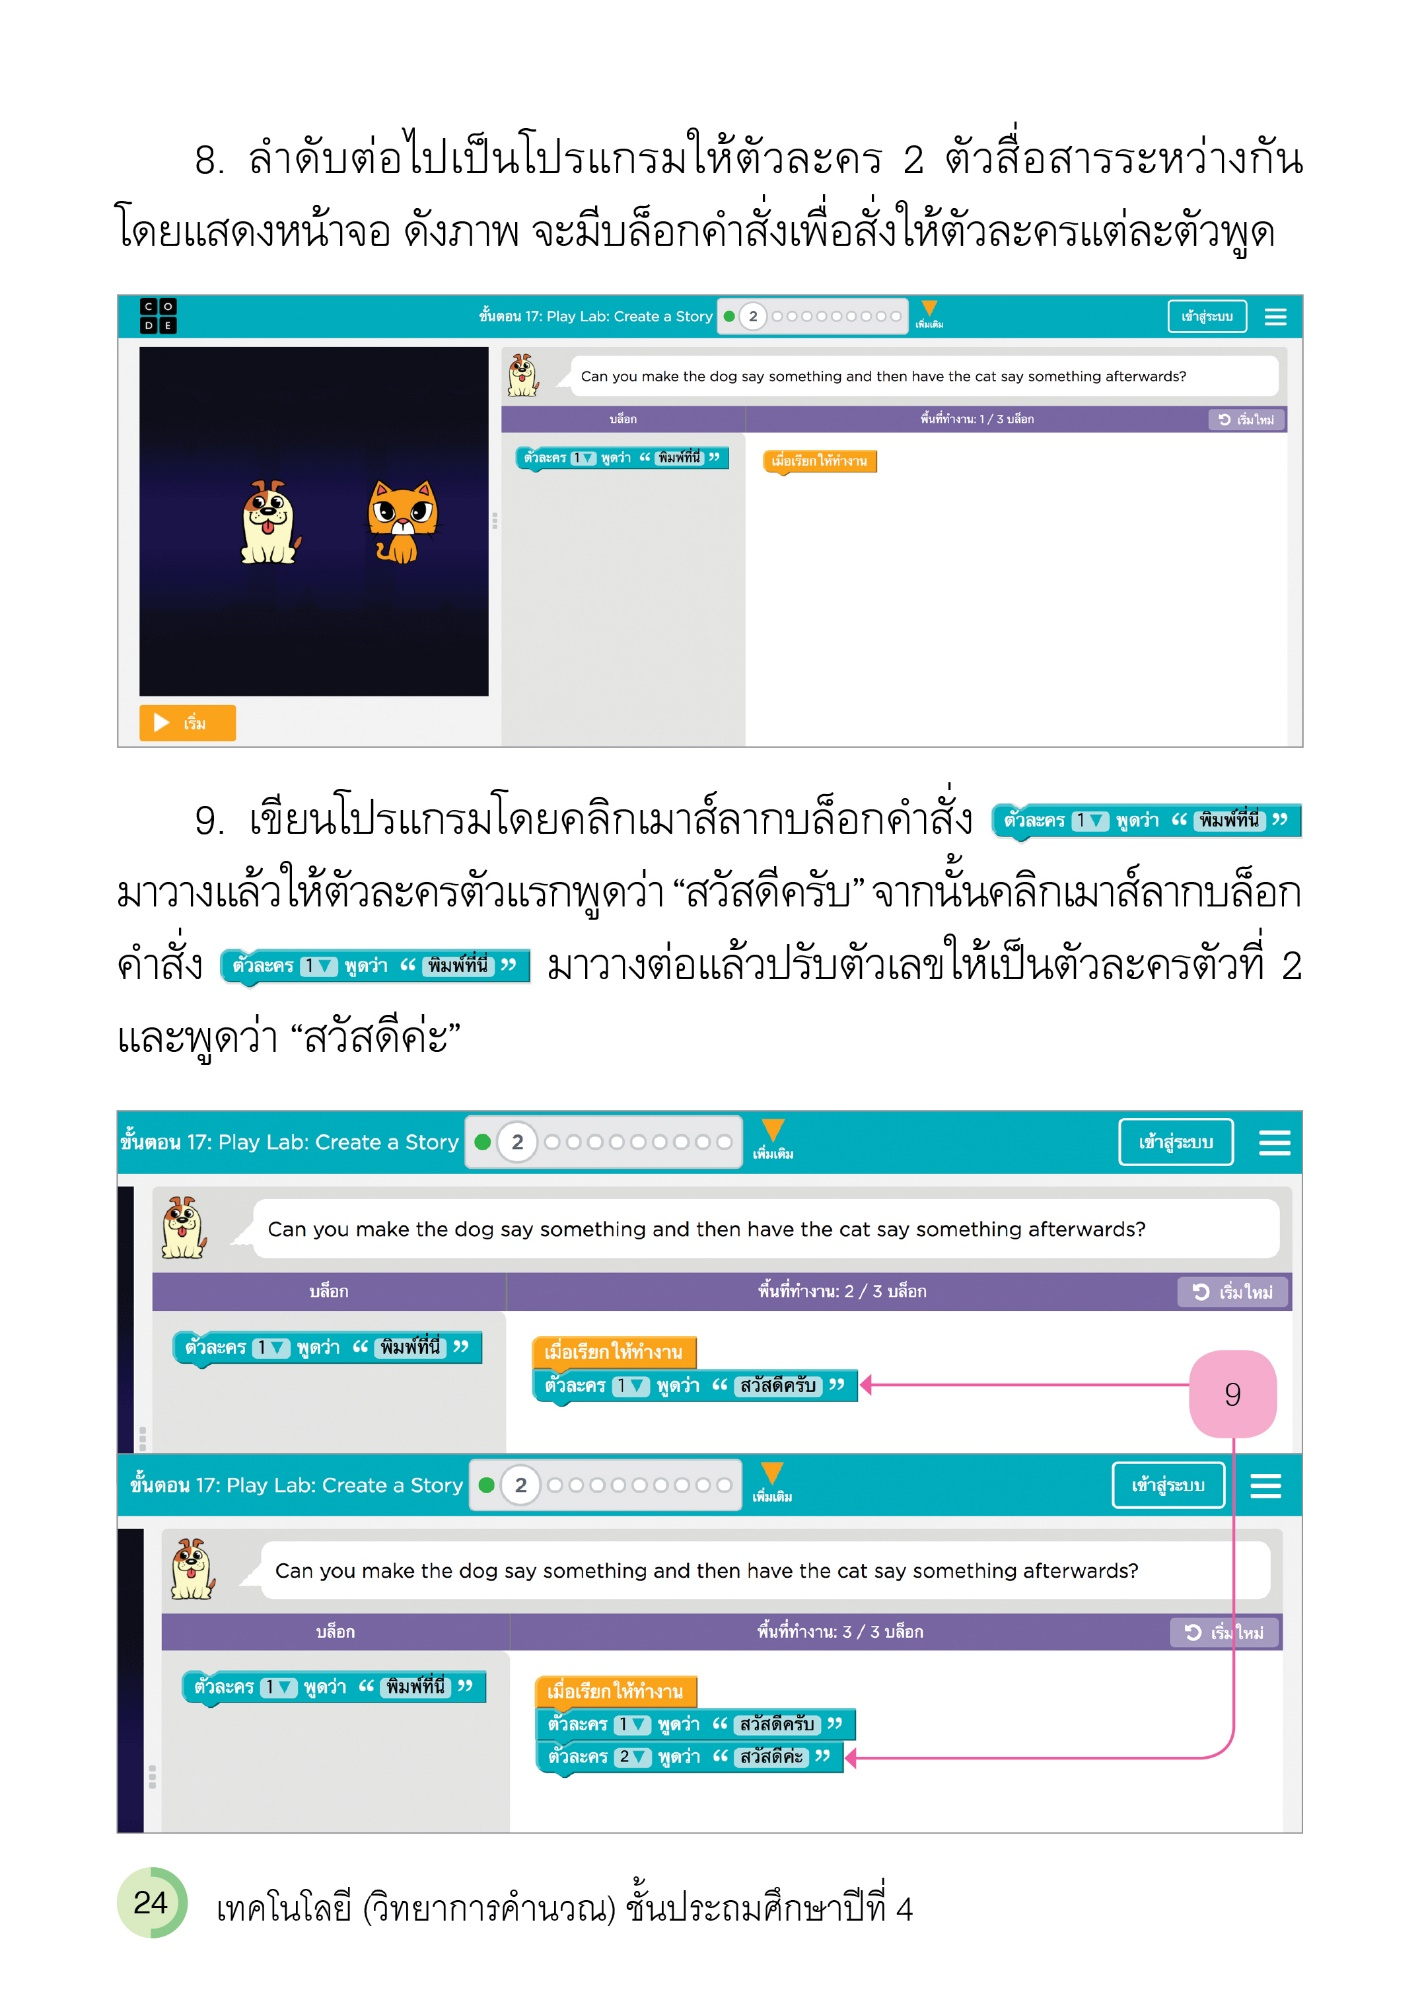 8. ลำดับต่อไปเป็นโปรแกรมให้ตัวละคร 2 ตัวสื่อสารระหว่างกัน
โดยแสดงหน้าจอ ดังภาพ จะมีบล็อกคำสั่งเพื่อสั่งให้ตัวละครแต่ละตัวพูด
C O
D E
ขั้นตอน 17: Play Lab: Create a Story 2 เพิ่มเติม เข้าสู่ระบบ
Can you make the dog say something and then have the cat say something afterwards?
บล็อก พื้นที่ทำงาน: 1 / 3 บล็อก เริ่มใหม่
ตัวละคร 1 พูดว่า “ พิมพ์ที่นี่ ” เมื่อเรียกให้ทำงาน
เริ่ม
9. เขียนโปรแกรมโดยคลิกเมาส์ลากบล็อกคำสั่ง ตัวละคร 1 พูดว่า “ พิมพ์ที่นี่ ”
มาวางแล้วให้ตัวละครตัวแรกพูดว่า “สวัสดีครับ” จากนั้นคลิกเมาส์ลากบล็อก
คำสั่ง ตัวละคร 1 พูดว่า “ พิมพ์ที่นี่ ” มาวางต่อแล้วปรับตัวเลขให้เป็นตัวละครตัวที่ 2
และพูดว่า “สวัสดีค่ะ”
ขั้นตอน 17: Play Lab: Create a Story 2 เพิ่มเติม เข้าสู่ระบบ
Can you make the dog say something and then have the cat say something afterwards?
บล็อก พื้นที่ทำงาน: 2 / 3 บล็อก เริ่มใหม่
ตัวละคร 1 พูดว่า “ พิมพ์ที่นี่ ” เมื่อเรียกให้ทำงาน
ตัวละคร 1 พูดว่า “ สวัสดีครับ ” 9
ขั้นตอน 17: Play Lab: Create a Story 2 เพิ่มเติม เข้าสู่ระบบ
Can you make the dog say something and then have the cat say something afterwards?
บล็อก พื้นที่ทำงาน: 3 / 3 บล็อก เริ่มใหม่
ตัวละคร 1 พูดว่า “ พิมพ์ที่นี่ ” เมื่อเรียกให้ทำงาน
ตัวละคร 1 พูดว่า “ สวัสดีครับ ”
ตัวละคร 2 พูดว่า “ สวัสดีค่ะ ”
24 เทคโนโลยี (วิทยาการคำนวณ) ชั้นประถมศึกษาปีที่ 4